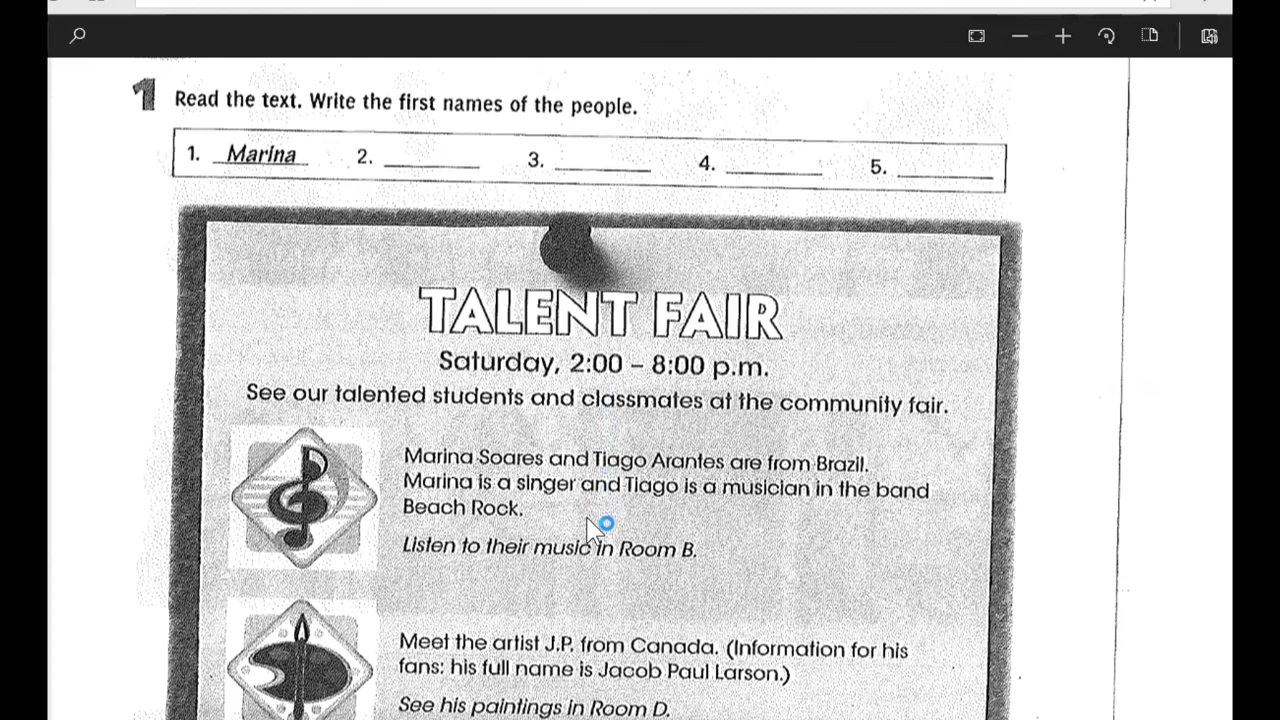 1 Read the text. Write the first names of the people.
1. Marina 2. 3. 4. 5.
TALENT FAIR
Saturday, 2:00 – 8:00 p.m.
See our talented students and classmates at the community fair.
Marina Soares and Tiago Arantes are from Brazil.
Marina is a singer and Tiago is a musician in the band
Beach Rock.
Listen to their music in Room B.
Meet the artist J.P. from Canada. (Information for his
fans: his full name is Jacob Paul Larson.)
See his paintings in Room D.